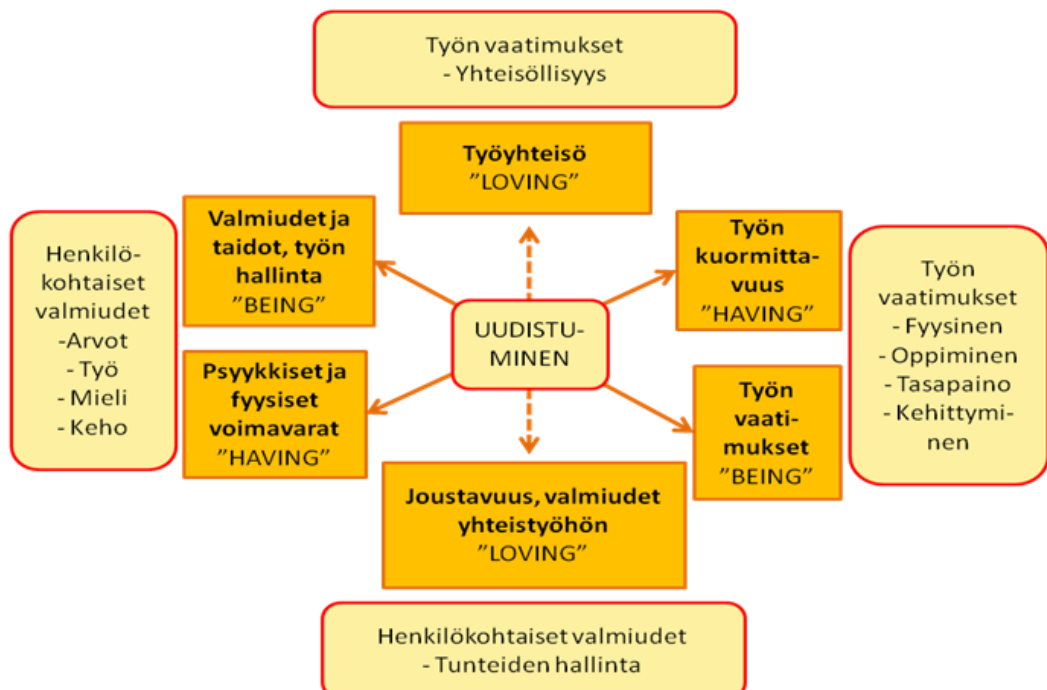 Työn vaatimukset
- Yhteisöllisyys
Työyhteisö
”LOVING”
Valmiudet ja
taidot, työn
hallinta
”BEING”
Työn
kuormitta-
vuus
”HAVING”
Henkilö-
kohtaiset
valmiudet
-Arvot
- Työ
- Mieli
- Keho
UUDISTU-
MINEN
Työn
vaatimukset
- Fyysinen
- Oppiminen
- Tasapaino
- Kehittymi-
nen
Psyykkiset ja
fyysiset
voimavarat
”HAVING”
Työn
vaati-
mukset
”BEING”
Joustavuus, valmiudet
yhteistyöhön
”LOVING”
Henkilökohtaiset valmiudet
- Tunteiden hallinta